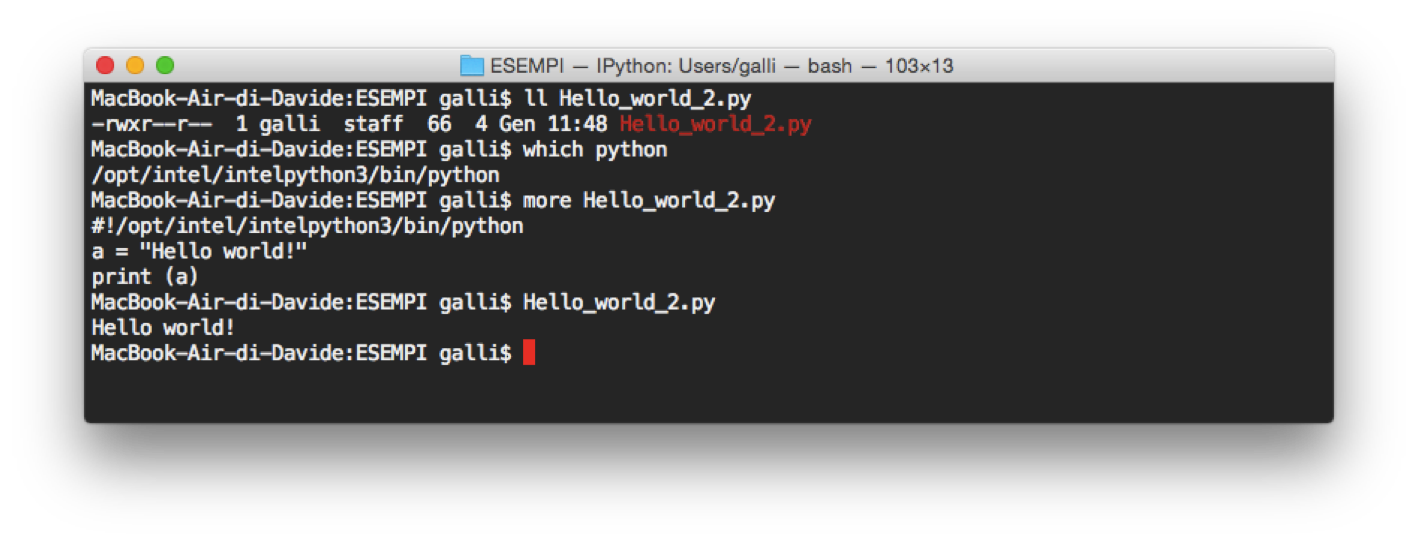 ESEMPI — IPython: Users/galli — bash — 103×13
MacBook-Air-di-Davide:ESEMPI galli$ ll Hello_world_2.py
-rwxr--r--  1 galli  staff  66  4 Gen 11:48 Hello_world_2.py
MacBook-Air-di-Davide:ESEMPI galli$ which python
/opt/intel/intelpython3/bin/python
MacBook-Air-di-Davide:ESEMPI galli$ more Hello_world_2.py
#!/opt/intel/intelpython3/bin/python
a = "Hello world!"
print (a)
MacBook-Air-di-Davide:ESEMPI galli$ Hello_world_2.py
Hello world!
MacBook-Air-di-Davide:ESEMPI galli$